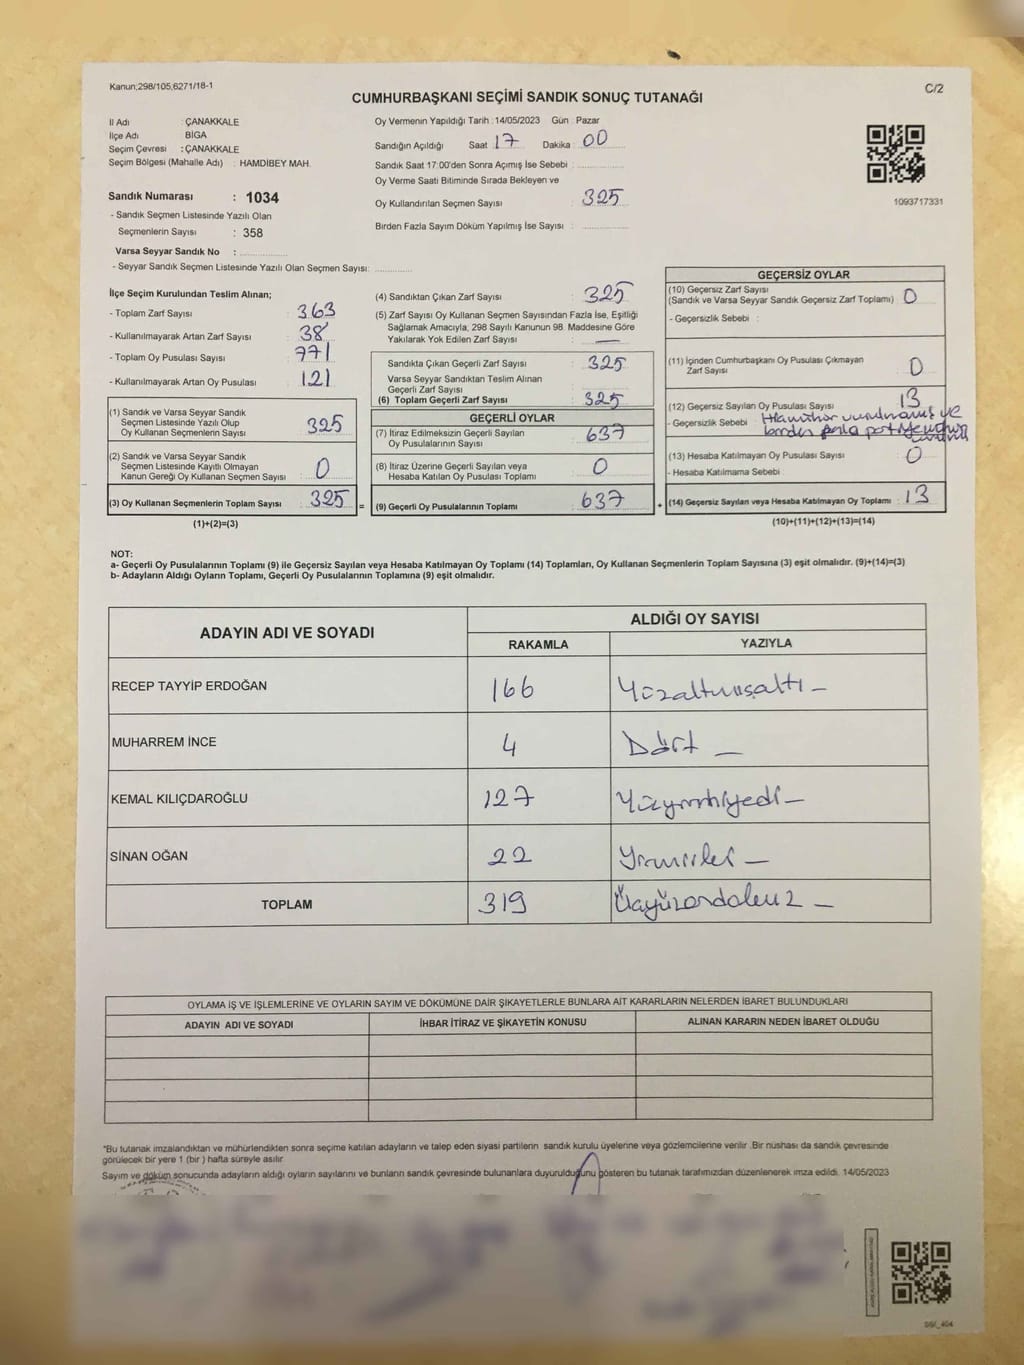 Kanun;298/105,6271/18-1
C/2
CUMHURBAŞKANI SEÇİMİ SANDIK SONUÇ TUTANAĞI
İl Adı : ÇANAKKALE
İlçe Adı BİGA
Seçim Çevresi : ÇANAKKALE
Seçim Bölgesi (Mahalle Adı) : HAMDİBEY MAH.
Sandık Numarası : 1034
- Sandık Seçmen Listesinde Yazılı Olan
Seçmenlerin Sayısı : 358
Varsa Seyyar Sandık No :
- Seyyar Sandık Seçmen Listesinde Yazılı Olan Seçmen Sayısı:
Oy Vermenin Yapıldığı Tarih : 14/05/2023 Gün : Pazar
Sandığın Açıldığı Saat : 17 Dakika : 00
Sandık Saat 17:00'den Sonra Açımış İse Sebebi :
Oy Verme Saati Bitiminde Sırada Bekleyen ve
Oy Kullandırılan Seçmen Sayısı : 325
Birden Fazla Sayım Döküm Yapılmış İse Sayısı :
1093717331
İlçe Seçim Kurulundan Teslim Alınan;
- Toplam Zarf Sayısı : 363
- Kullanılmayarak Artan Zarf Sayısı : 38
- Toplam Oy Pusulası Sayısı : 771
- Kullanılmayarak Artan Oy Pusulası : 121
(1) Sandık ve Varsa Seyyar Sandık
Seçmen Listesinde Yazılı Olup
Oy Kullanan Seçmenlerin Sayısı : 325
(2) Sandık ve Varsa Seyyar Sandık
Seçmen Listesinde Kayıtlı Olmayan
Kanun Gereği Oy Kullanan Seçmen Sayısı : 0
(3) Oy Kullanan Seçmenlerin Toplam Sayısı : 325 =
(1)+(2)=(3)
(4) Sandıktan Çıkan Zarf Sayısı : 325
(5) Zarf Sayısı Oy Kullanan Seçmen Sayısından Fazla İse, Eşitliği
Sağlamak Amacıyla, 298 Sayılı Kanunun 98. Maddesine Göre
Yakılarak Yok Edilen Zarf Sayısı : —
Sandıkta Çıkan Geçerli Zarf Sayısı : 325
Varsa Seyyar Sandıktan Teslim Alınan
Geçerli Zarf Sayısı :
(6) Toplam Geçerli Zarf Sayısı : 325
GEÇERLİ OYLAR
(7) İtiraz Edilmeksizin Geçerli Sayılan
Oy Pusulalarının Sayısı : 637
(8) İtiraz Üzerine Geçerli Sayılan veya
Hesaba Katılan Oy Pusulası Toplamı : 0
(9) Geçerli Oy Pusulalarının Toplamı : 637 +
GEÇERSİZ OYLAR
(10) Geçersiz Zarf Sayısı
(Sandık ve Varsa Seyyar Sandık Geçersiz Zarf Toplamı) : 0
- Geçersizlik Sebebi :
(11) İçinden Cumhurbaşkanı Oy Pusulası Çıkmayan
Zarf Sayısı : 0
(12) Geçersiz Sayılan Oy Pusulası Sayısı : 13
- Geçersizlik Sebebi :
(13) Hesaba Katılmayan Oy Pusulası Sayısı : 0
- Hesaba Katılmama Sebebi
(14) Geçersiz Sayılan veya Hesaba Katılmayan Oy Toplamı : 13
(10)+(11)+(12)+(13)=(14)
NOT:
a- Geçerli Oy Pusulalarının Toplamı (9) ile Geçersiz Sayılan veya Hesaba Katılmayan Oy Toplamı (14) Toplamları, Oy Kullanan Seçmenlerin Toplam Sayısına (3) eşit olmalıdır. (9)+(14)=(3)
b- Adayların Aldığı Oyların Toplamı, Geçerli Oy Pusulalarının Toplamına (9) eşit olmalıdır.
ADAYIN ADI VE SOYADI ALDIĞI OY SAYISI
RAKAMLA YAZIYLA
RECEP TAYYİP ERDOĞAN 166 Yüzaltmışaltı —
MUHARREM İNCE 4 Dört —
KEMAL KILIÇDAROĞLU 127 Yüzyirmiyedi —
SİNAN OĞAN 22 Yirmiiki —
TOPLAM 319 Üçyüzondokuz —
OYLAMA İŞ VE İŞLEMLERİNE VE OYLARIN SAYIM VE DÖKÜMÜNE DAİR ŞİKAYETLERLE BUNLARA AİT KARARLARIN NELERDEN İBARET BULUNDUKLARI
ADAYIN ADI VE SOYADI İHBAR İTİRAZ VE ŞİKAYETİN KONUSU ALINAN KARARIN NEDEN İBARET OLDUĞU
*Bu tutanak imzalandıktan ve mühürlendikten sonra seçime katılan adayların ve talep eden siyasi partilerin sandık kurulu üyelerine veya gözlemcilerine verilir .Bir nüshası da sandık çevresinde
görülecek bir yere 1 (bir ) hafta süreyle asılır.
Sayım ve döküm sonucunda adayların aldığı oyların sayılarını ve bunların sandık çevresinde bulunanlara duyurulduğunu gösteren bu tutanak tarafımızdan düzenlenerek imza edildi. 14/05/2023